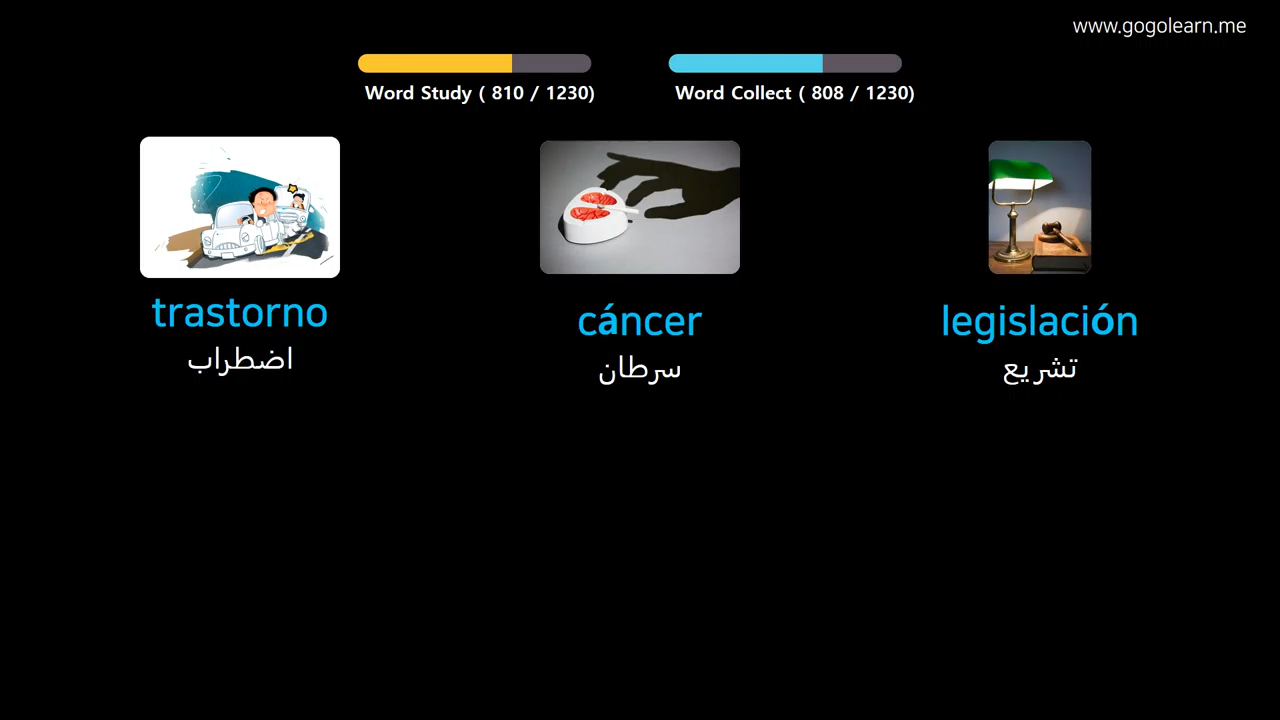 www.gogolearn.me
Word Study ( 810 / 1230)
Word Collect ( 808 / 1230)
trastorno
اضطراب
cáncer
سرطان
legislación
تشريع